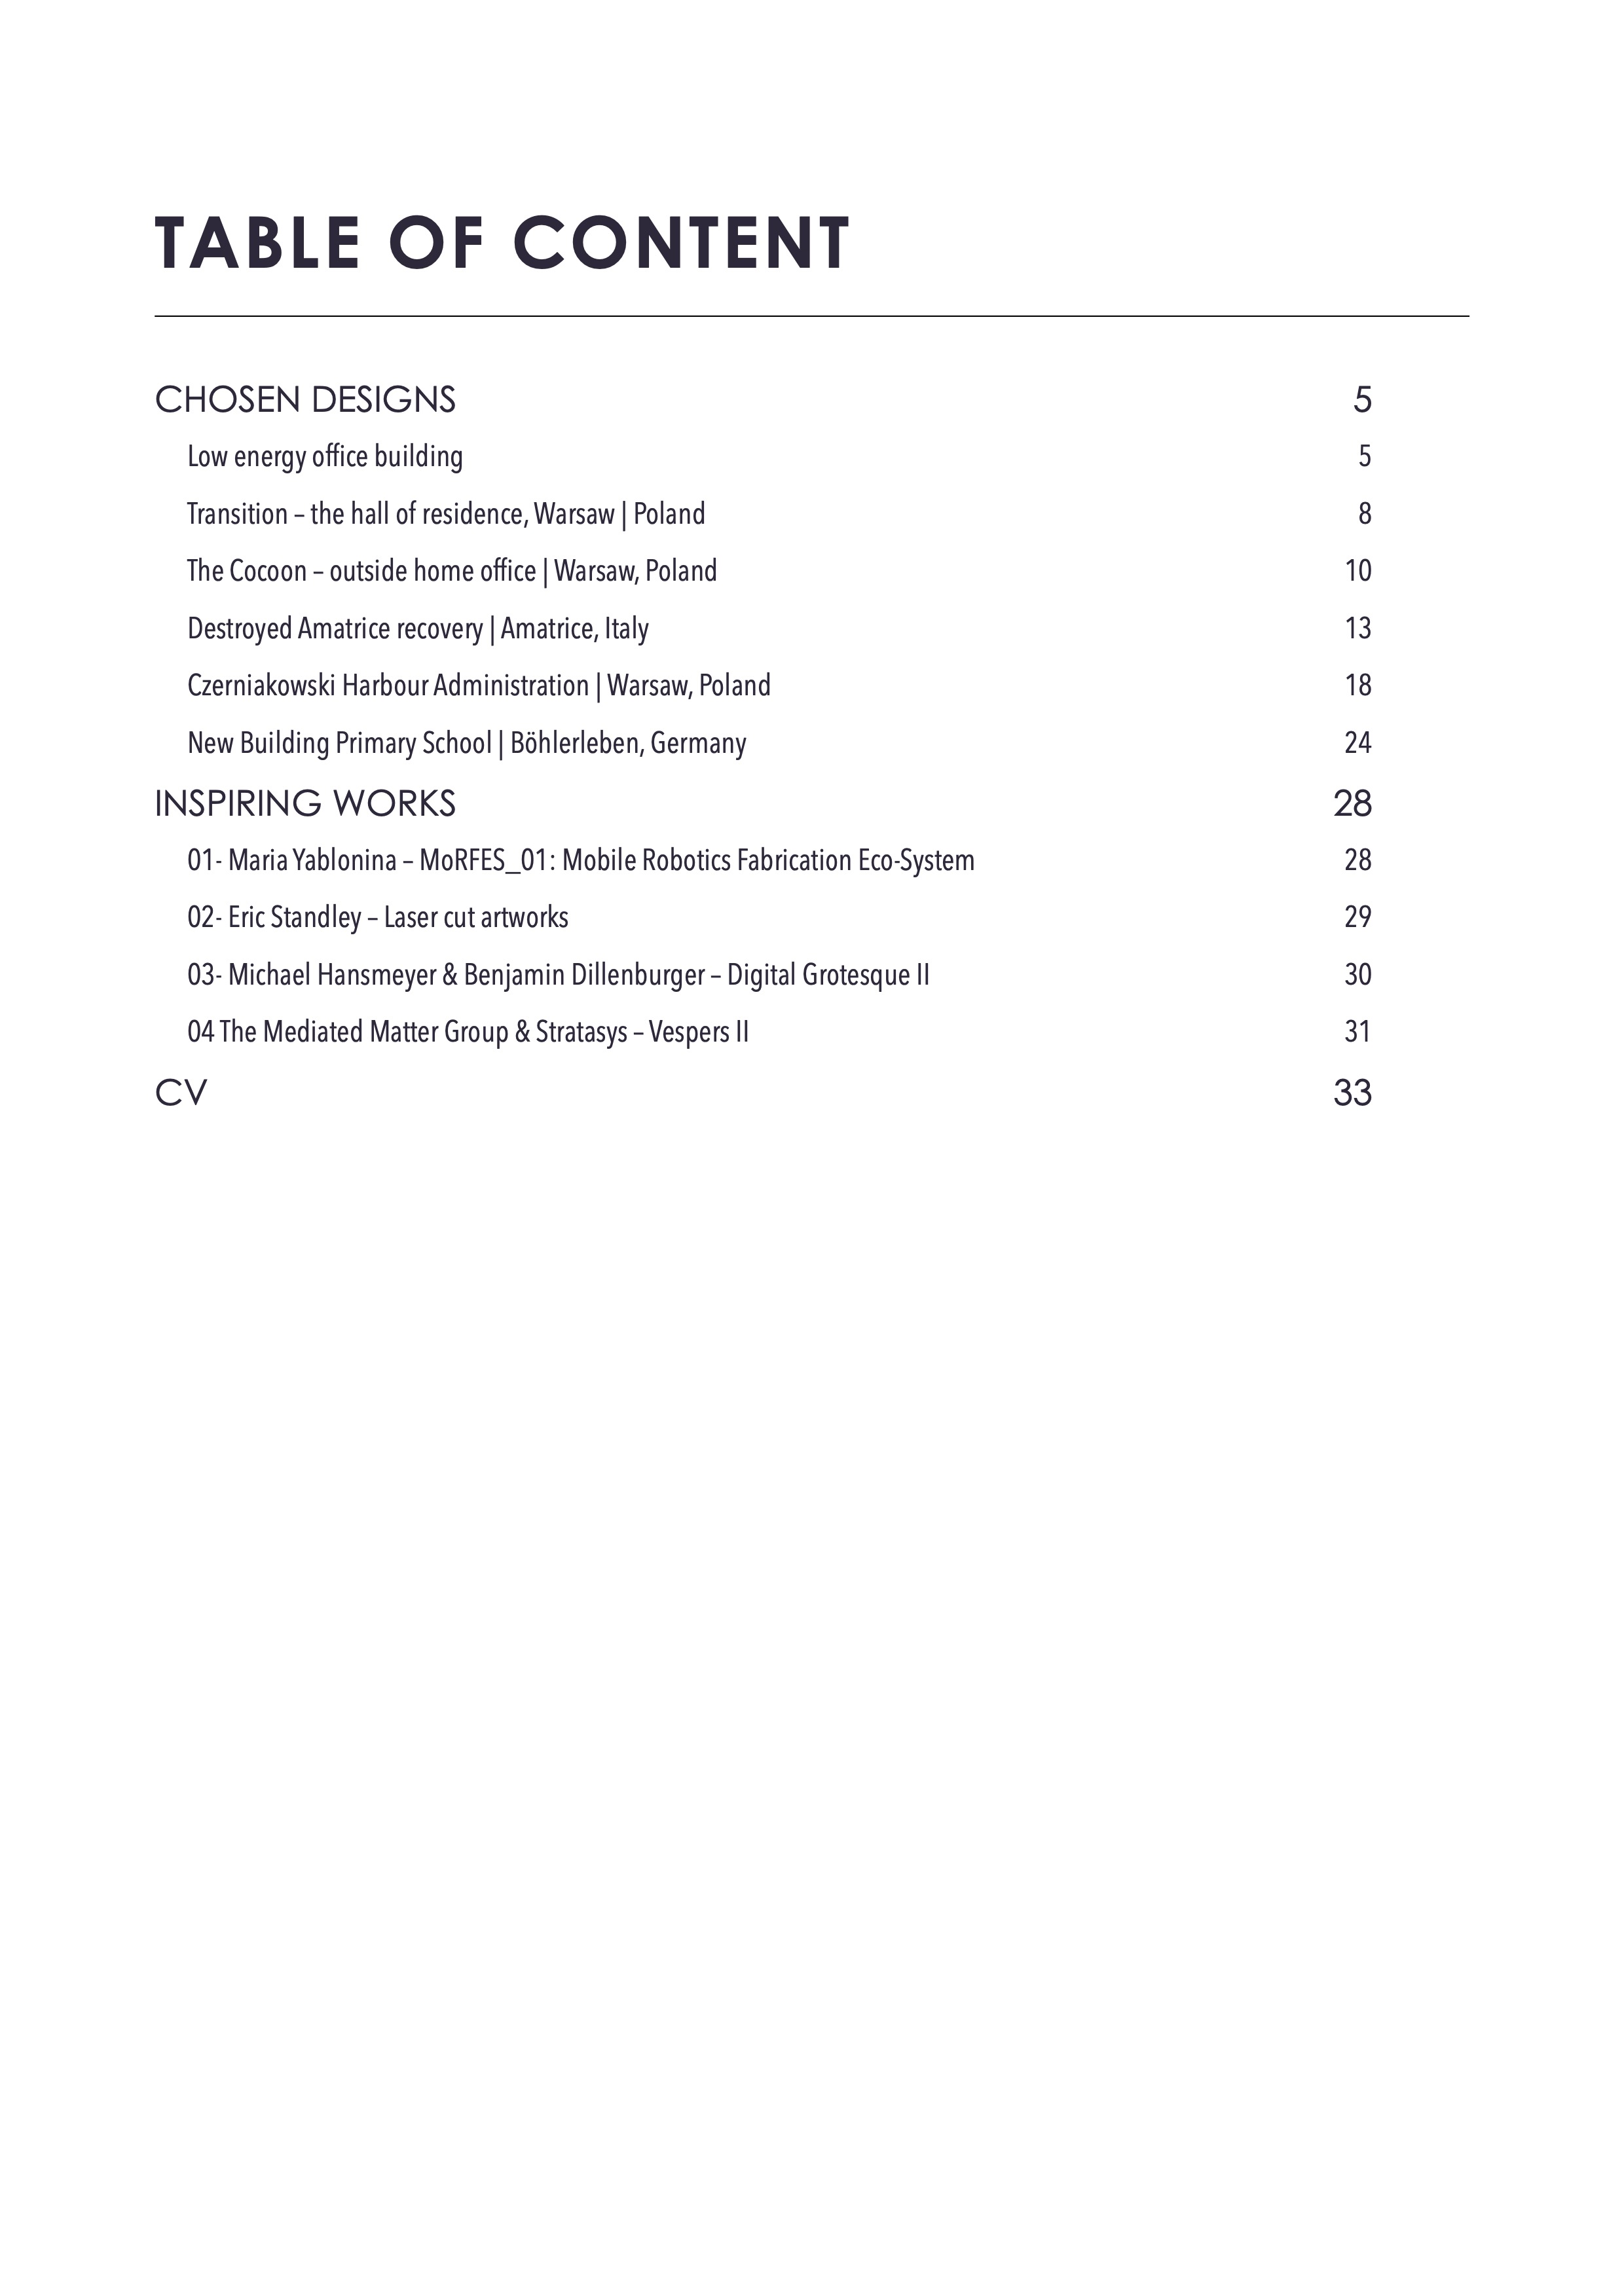 TABLE OF CONTENT
CHOSEN DESIGNS 5
Low energy office building 5
Transition – the hall of residence, Warsaw | Poland 8
The Cocoon – outside home office | Warsaw, Poland 10
Destroyed Amatrice recovery | Amatrice, Italy 13
Czerniakowski Harbour Administration | Warsaw, Poland 18
New Building Primary School | Böhlerleben, Germany 24
INSPIRING WORKS 28
01- Maria Yablonina – MoRFES_01: Mobile Robotics Fabrication Eco-System 28
02- Eric Standley – Laser cut artworks 29
03- Michael Hansmeyer & Benjamin Dillenburger – Digital Grotesque II 30
04 The Mediated Matter Group & Stratasys – Vespers II 31
CV 33